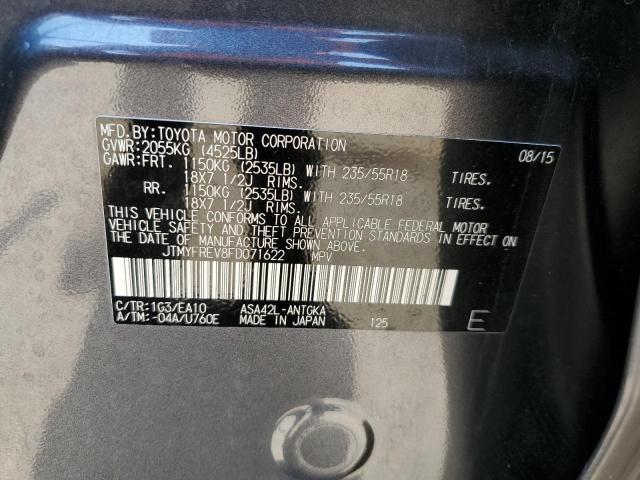 MFD.BY:TOYOTA MOTOR CORPORATION 08/15
GVWR:2055KG (4525LB)
GAWR:FRT. 1150KG (2535LB) WITH 235/55R18 TIRES.
18X7 1/2J RIMS.
RR. 1150KG (2535LB) WITH 235/55R18 TIRES.
18X7 1/2J RIMS.
THIS VEHICLE CONFORMS TO ALL APPLICABLE FEDERAL MOTOR
VEHICLE SAFETY AND THEFT PREVENTION STANDARDS IN EFFECT
ON THE DATE OF MANUFACTURE SHOWN ABOVE.
JTMYFREV8FD071622 MPV
C/TR:1G3/EA10 ASA42L-ANTGKA
A/TM:-04A/U760E MADE IN JAPAN 125 E